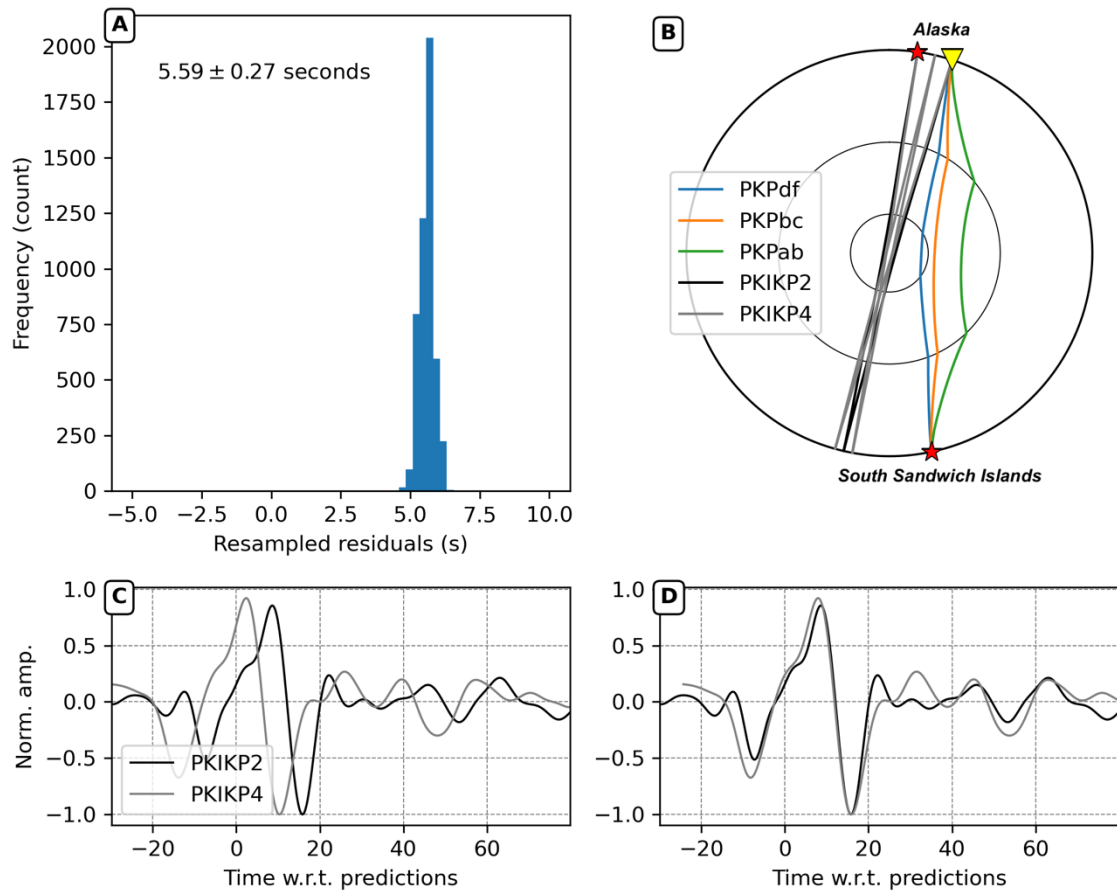 A
5.59 ± 0.27 seconds
Frequency (count)
2000
1750
1500
1250
1000
750
500
250
0
−5.0 −2.5 0.0 2.5 5.0 7.5 10.0
Resampled residuals (s)
B
Alaska
PKPdf
PKPbc
PKPab
PKIKP2
PKIKP4
South Sandwich Islands
C
Norm. amp.
1.0
0.5
0.0
−0.5
−1.0
PKIKP2
PKIKP4
−20 0 20 40 60
Time w.r.t. predictions
D
1.0
0.5
0.0
−0.5
−1.0
−20 0 20 40 60
Time w.r.t. predictions